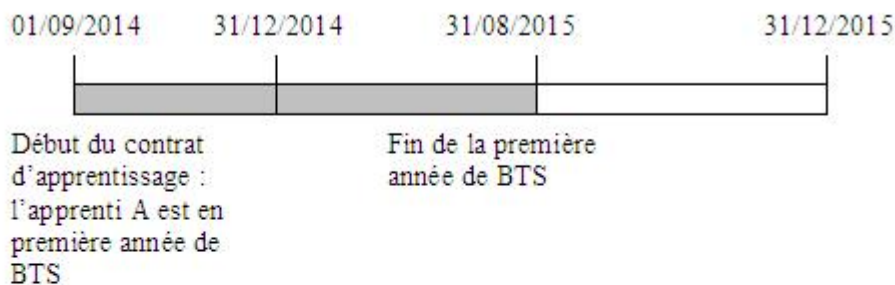 01/09/2014 31/12/2014 31/08/2015 31/12/2015
Début du contrat
d’apprentissage :
l’apprenti A est en
première année de
BTS
Fin de la première
année de BTS